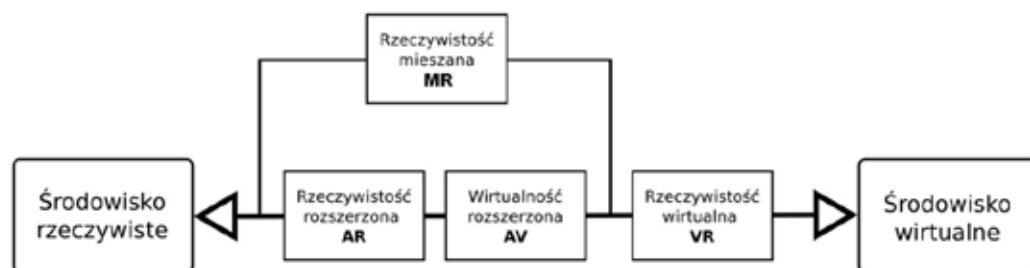 Rzeczywistość
mieszana
MR
Środowisko
rzeczywiste
Rzeczywistość
rozszerzona
AR
Wirtualność
rozszerzona
AV
Rzeczywistość
wirtualna
VR
Środowisko
wirtualne